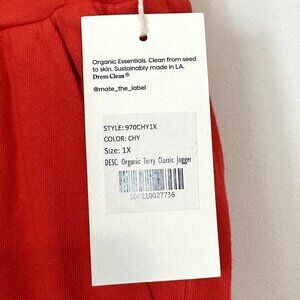 Organic Essentials. Clean from seed
to skin. Sustainably made in LA.
Dress Clean®
@mate_the_label
STYLE: 970CHY1X
COLOR: CHY
Size: 1X
DESC: Organic Terry Classic Jogger
100110027736